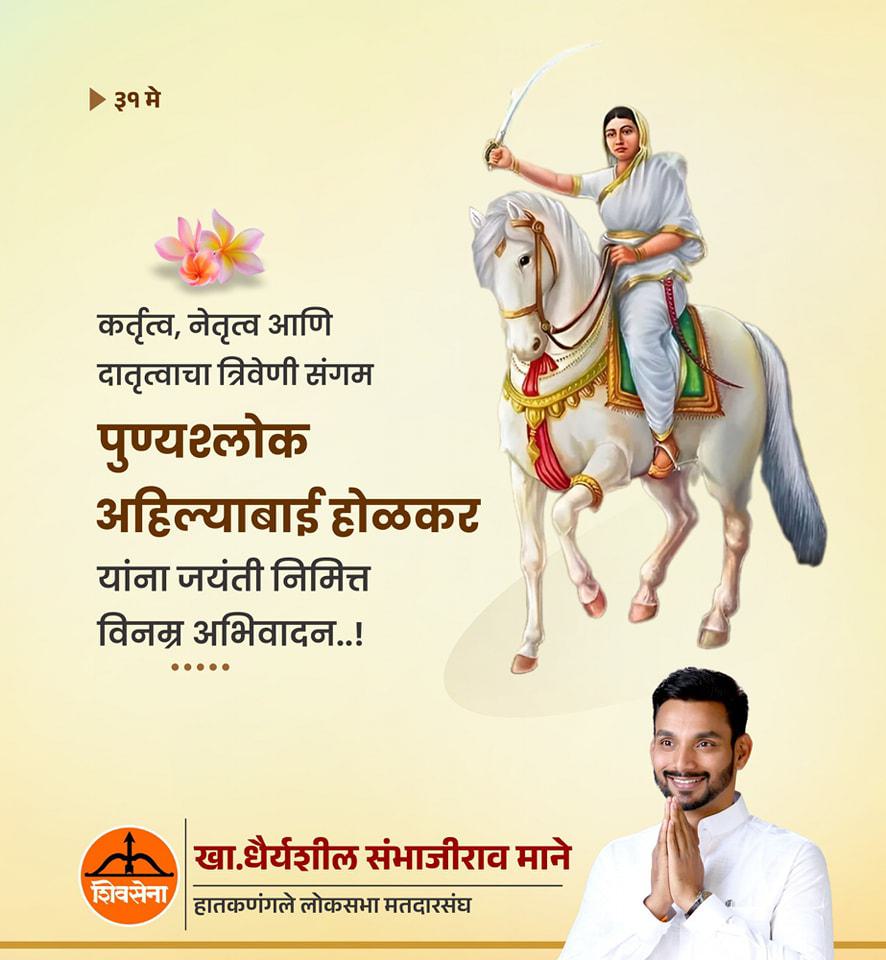 ३१ मे
कर्तृत्व, नेतृत्व आणि
दातृत्वाचा त्रिवेणी संगम
पुण्यश्लोक
अहिल्याबाई होळकर
यांना जयंती निमित्त
विनम्र अभिवादन..!
शिवसेना
खा.धैर्यशील संभाजीराव माने
हातकणंगले लोकसभा मतदारसंघ